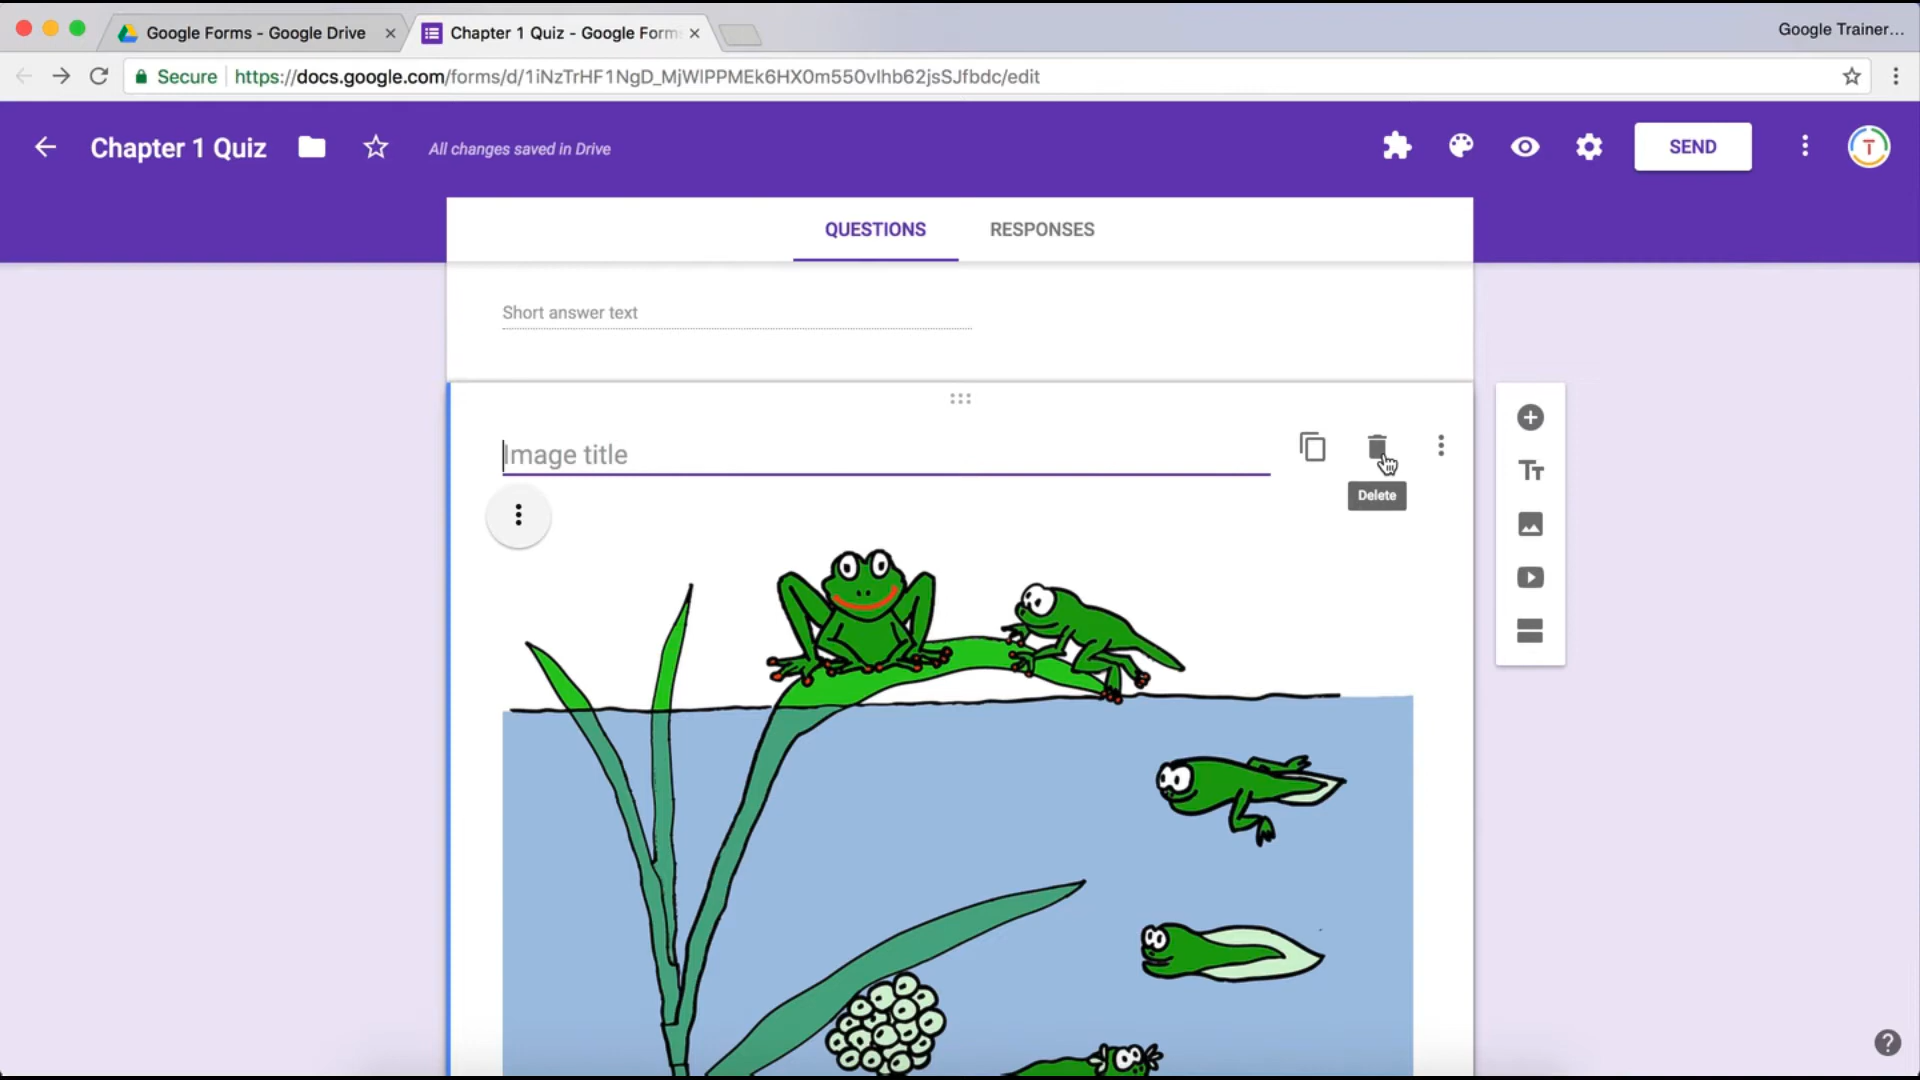 Google Forms - Google Drive
Chapter 1 Quiz - Google Form
Google Trainer...
Secure https://docs.google.com/forms/d/1iNzTrHF1NgD_MjWlPPMEk6HX0m550vIhb62jsSJfbdc/edit
Chapter 1 Quiz
All changes saved in Drive
SEND
T
QUESTIONS
RESPONSES
Short answer text
Image title
Delete